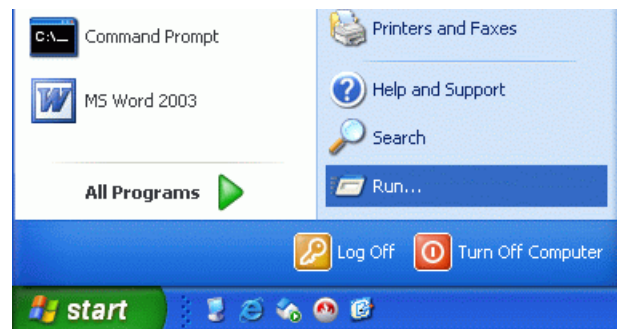 C:\_
Command Prompt
W
MS Word 2003
All Programs
Printers and Faxes
Help and Support
Search
Run...
Log Off
Turn Off Computer
start